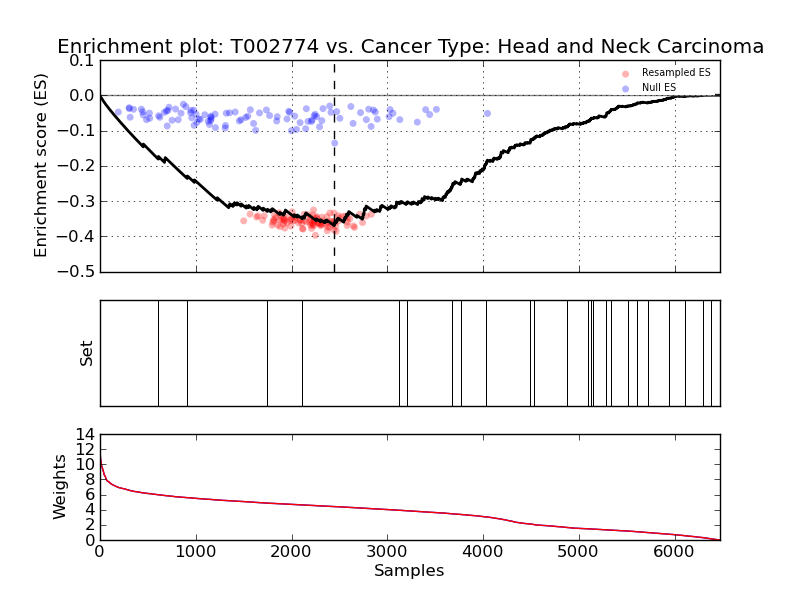 Enrichment plot: T002774 vs. Cancer Type: Head and Neck Carcinoma
0.1
0.0
−0.1
−0.2
−0.3
−0.4
−0.5
Enrichment score (ES)
Resampled ES
Null ES
Set
14
12
10
8
6
4
2
0
Weights
0 1000 2000 3000 4000 5000 6000
Samples